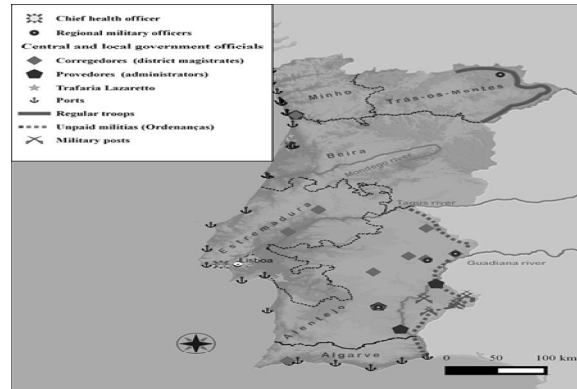 Chief health officer
Regional military officers
Central and local government officials
Corregedores (district magistrates)
Provedores (administrators)
Trafaria Lazaretto
Ports
Regular troops
Unpaid militias (Ordenanças)
Military posts
Minho
Trás-os-Montes
Beira
Mondego river
Tagus river
Estremadura
Lisboa
Guadiana river
Alentejo
Algarve
0 50 100 km